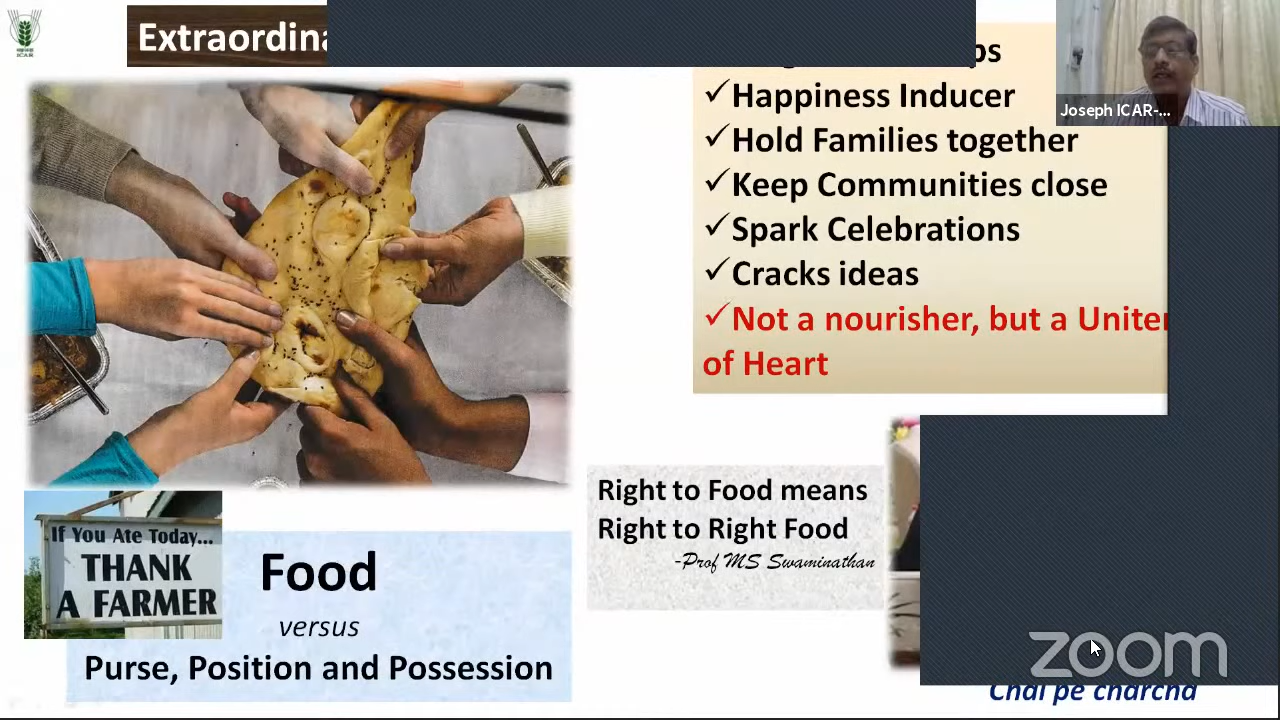 ICAR
Happiness Inducer
Joseph ICAR-...
Hold Families together
Keep Communities close
Spark Celebrations
Cracks ideas
Not a nourisher, but a
of Heart
Right to Food means
Right to Right Food
-Prof MS Swaminathan
If You Ate Today...
THANK
A FARMER
Food
versus
Purse, Position and Possession
zoom
Chai pe charcha